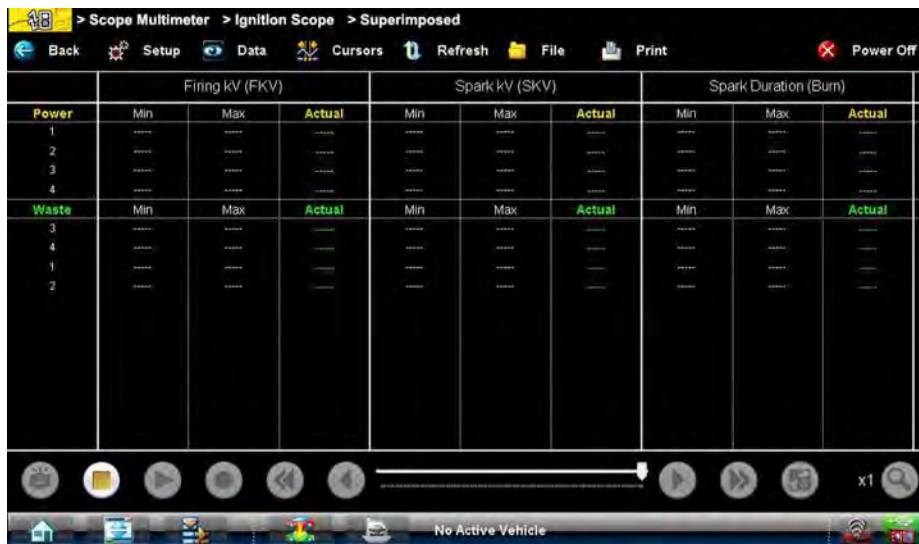 > Scope Multimeter > Ignition Scope > Superimposed
Back Setup Data Cursors Refresh File Print Power Off
Firing kV (FKV) Spark kV (SKV) Spark Duration (Burn)
Power Min Max Actual Min Max Actual Min Max Actual
1 ----- ----- ----- ----- ----- ----- ----- ----- -----
2 ----- ----- ----- ----- ----- ----- ----- ----- -----
3 ----- ----- ----- ----- ----- ----- ----- ----- -----
4 ----- ----- ----- ----- ----- ----- ----- ----- -----
Waste Min Max Actual Min Max Actual Min Max Actual
3 ----- ----- ----- ----- ----- ----- ----- ----- -----
4 ----- ----- ----- ----- ----- ----- ----- ----- -----
1 ----- ----- ----- ----- ----- ----- ----- ----- -----
2 ----- ----- ----- ----- ----- ----- ----- ----- -----
x1
No Active Vehicle